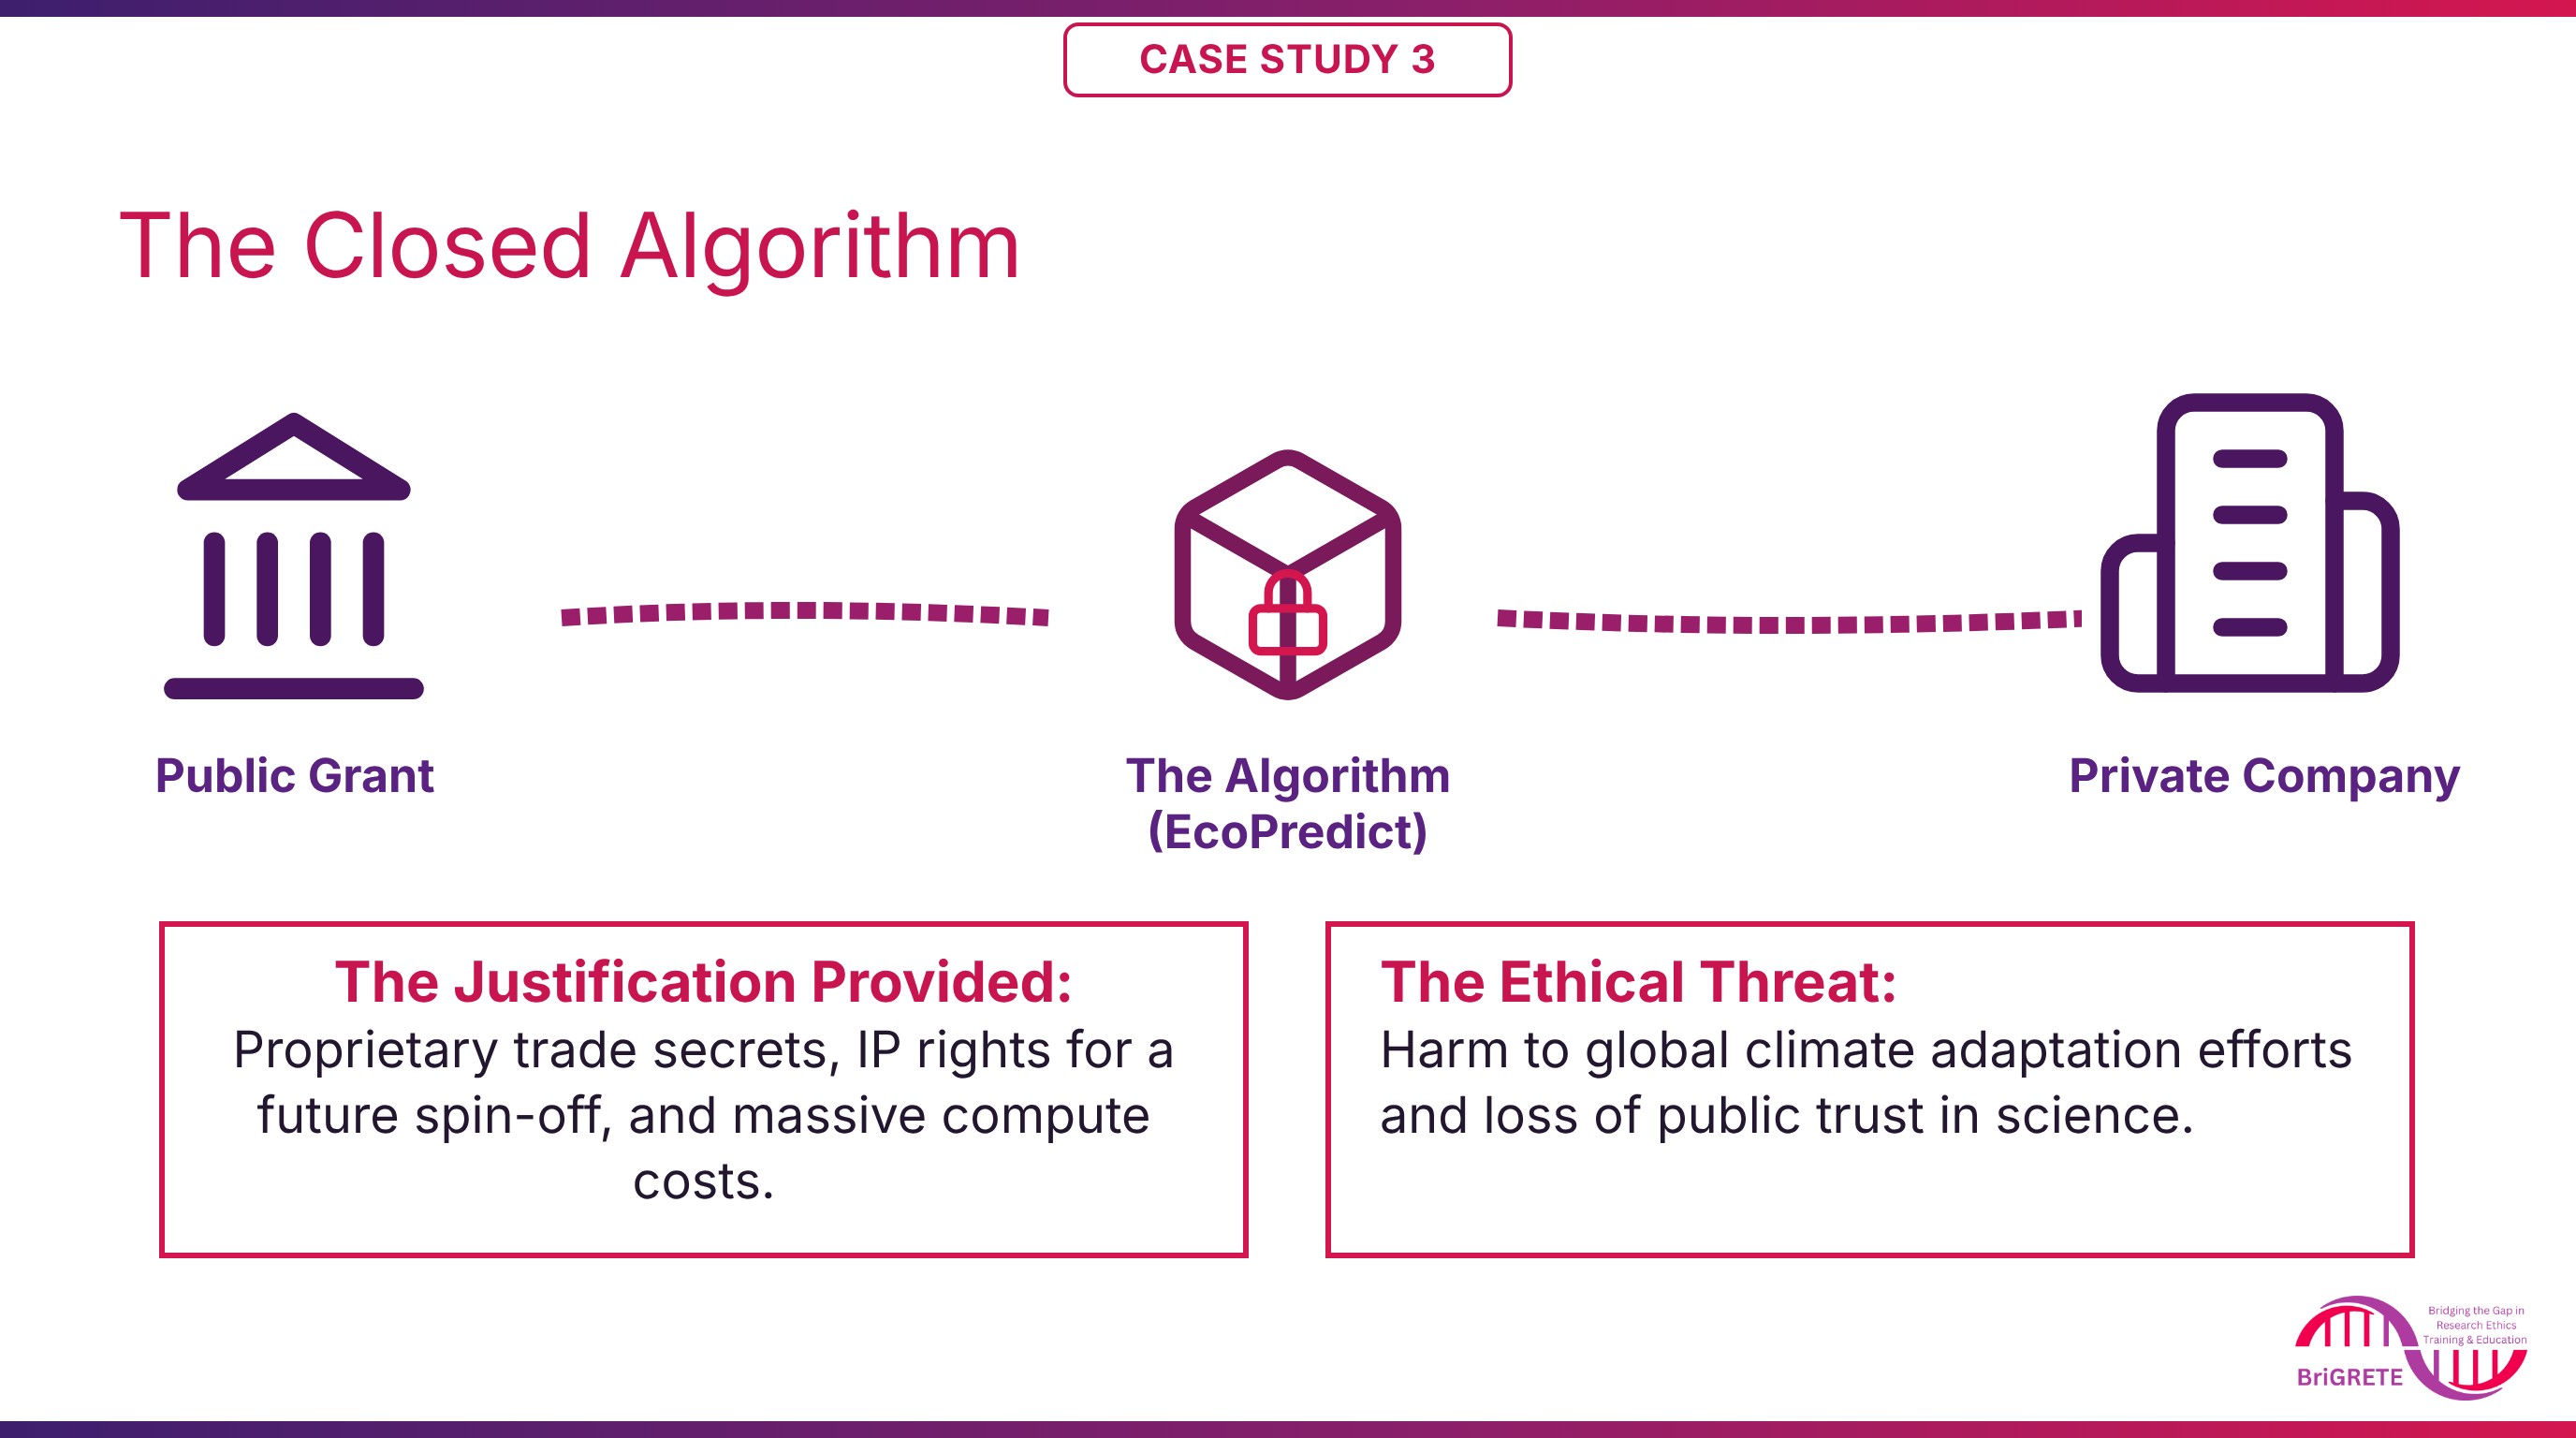 CASE STUDY 3
The Closed Algorithm
Public Grant
The Algorithm
(EcoPredict)
Private Company
The Justification Provided:
Proprietary trade secrets, IP rights for a
future spin-off, and massive compute
costs.
The Ethical Threat:
Harm to global climate adaptation efforts
and loss of public trust in science.
Bridging the Gap in
Research Ethics
Training & Education
BriGRETE